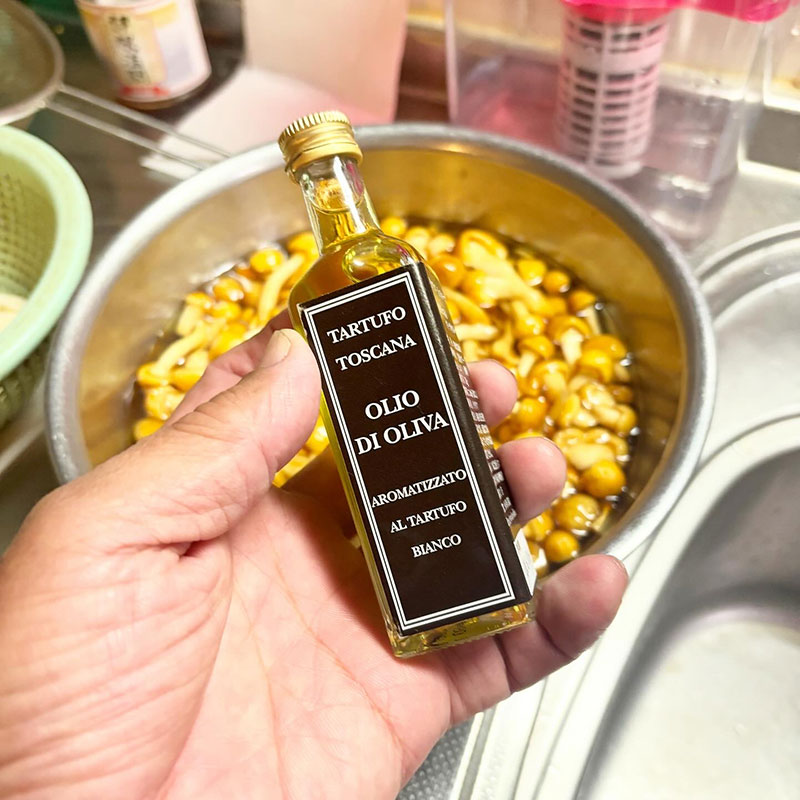 TARTUFO
TOSCANA
OLIO
DI OLIVA
AROMATIZZATO
AL TARTUFO
BIANCO